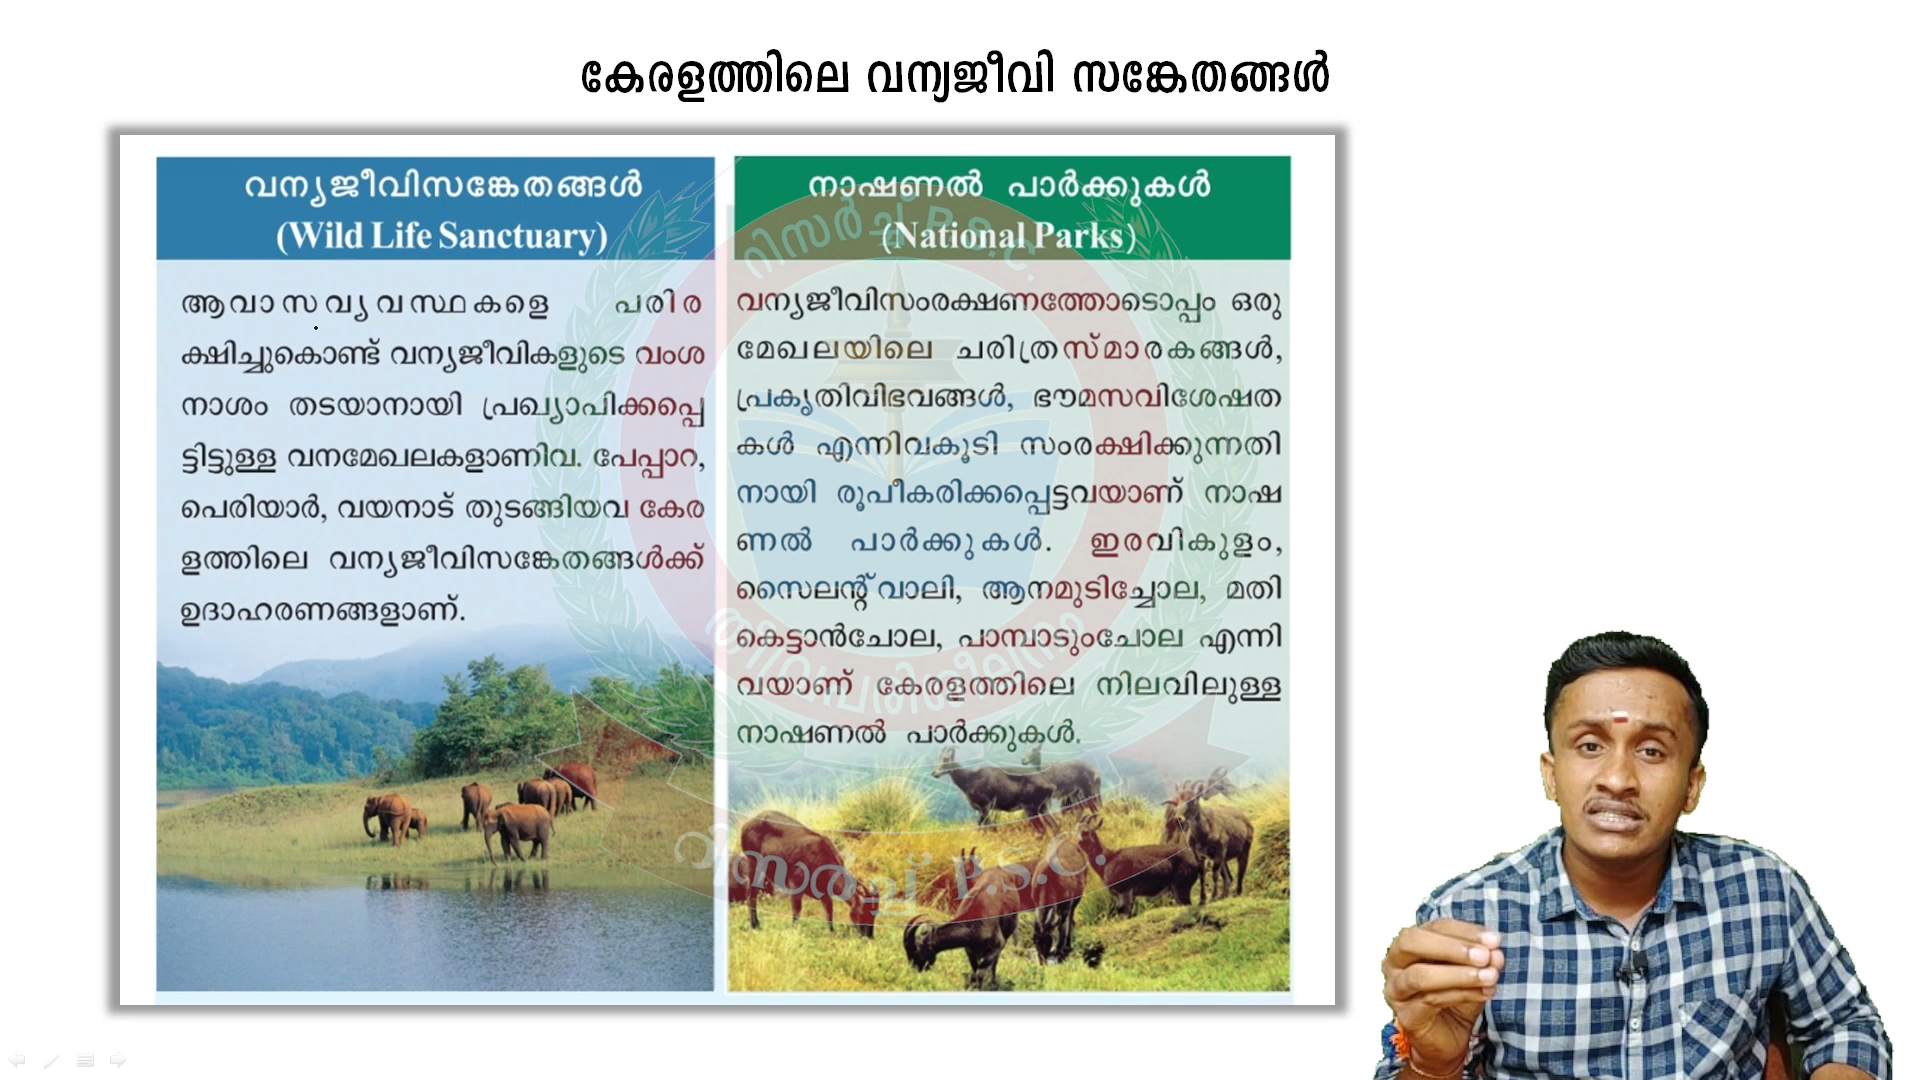 കേരളത്തിലെ വന്യജീവി സങ്കേതങ്ങൾ
വന്യജീവിസങ്കേതങ്ങൾ
(Wild Life Sanctuary)
ആവാസവ്യവസ്ഥകളെ പരിര
ക്ഷിച്ചുകൊണ്ട് വന്യജീവികളുടെ വംശ
നാശം തടയാനായി പ്രഖ്യാപിക്കപ്പെ
ട്ടിട്ടുള്ള വനമേഖലകളാണിവ. പേപ്പാറ,
പെരിയാർ, വയനാട് തുടങ്ങിയവ കേര
ളത്തിലെ വന്യജീവിസങ്കേതങ്ങൾക്ക്
ഉദാഹരണങ്ങളാണ്.
നാഷണൽ പാർക്കുകൾ
(National Parks)
വന്യജീവിസംരക്ഷണത്തോടൊപ്പം ഒരു
മേഖലയിലെ ചരിത്രസ്മാരകങ്ങൾ,
പ്രകൃതിവിഭവങ്ങൾ, ഭൗമസവിശേഷത
കൾ എന്നിവകൂടി സംരക്ഷിക്കുന്നതി
നായി രൂപീകരിക്കപ്പെട്ടവയാണ് നാഷ
ണൽ പാർക്കുകൾ. ഇരവികുളം,
സൈലന്റ് വാലി, ആനമുടിച്ചോല, മതി
കെട്ടാൻചോല, പാമ്പാടുംചോല എന്നി
വയാണ് കേരളത്തിലെ നിലവിലുള്ള
നാഷണൽ പാർക്കുകൾ.
റിസർച്ച് P.S.C.
തീവ്രപരിശീലനം
റിസർച്ച് P.S.C.